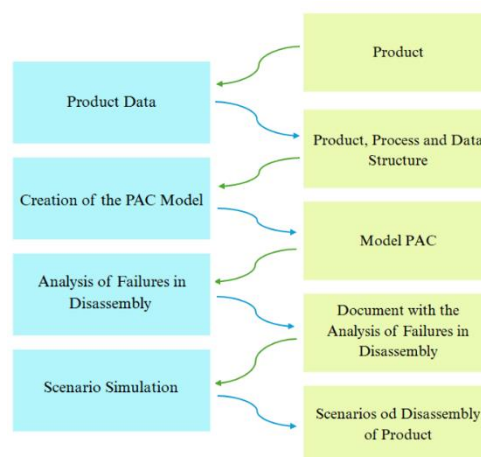 Product
Product Data
Product, Process and Data
Structure
Creation of the PAC Model
Model PAC
Analysis of Failures in
Disassembly
Document with the
Analysis of Failures in
Disassembly
Scenario Simulation
Scenarios od Disassembly
of Product